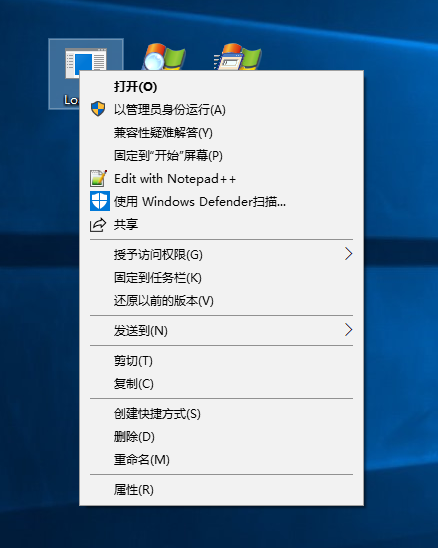 Lo
打开(O)
以管理员身份运行(A)
兼容性疑难解答(Y)
固定到“开始”屏幕(P)
Edit with Notepad++
使用 Windows Defender扫描...
共享
授予访问权限(G)
固定到任务栏(K)
还原以前的版本(V)
发送到(N)
剪切(T)
复制(C)
创建快捷方式(S)
删除(D)
重命名(M)
属性(R)